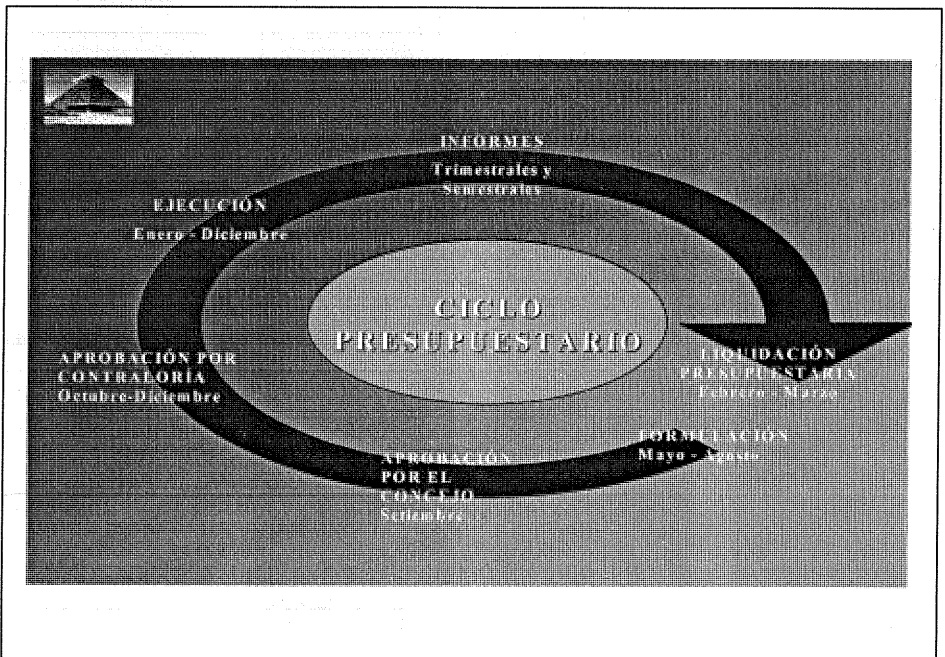 INFORMES
Trimestrales y
Semestrales
EJECUCIÓN
Enero - Diciembre
CICLO
PRESUPUESTARIO
APROBACIÓN POR
CONTRALORÍA
Octubre-Diciembre
LIQUIDACIÓN
PRESUPUESTARIA
Febrero - Marzo
FORMULACIÓN
Mayo - Agosto
APROBACIÓN
POR EL
CONCEJO
Setiembre